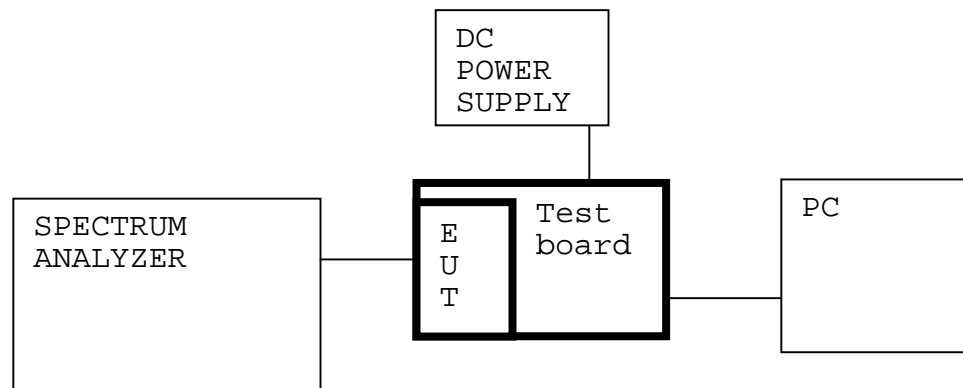 DC
POWER
SUPPLY
SPECTRUM
ANALYZER
E
U
T
Test
board
PC